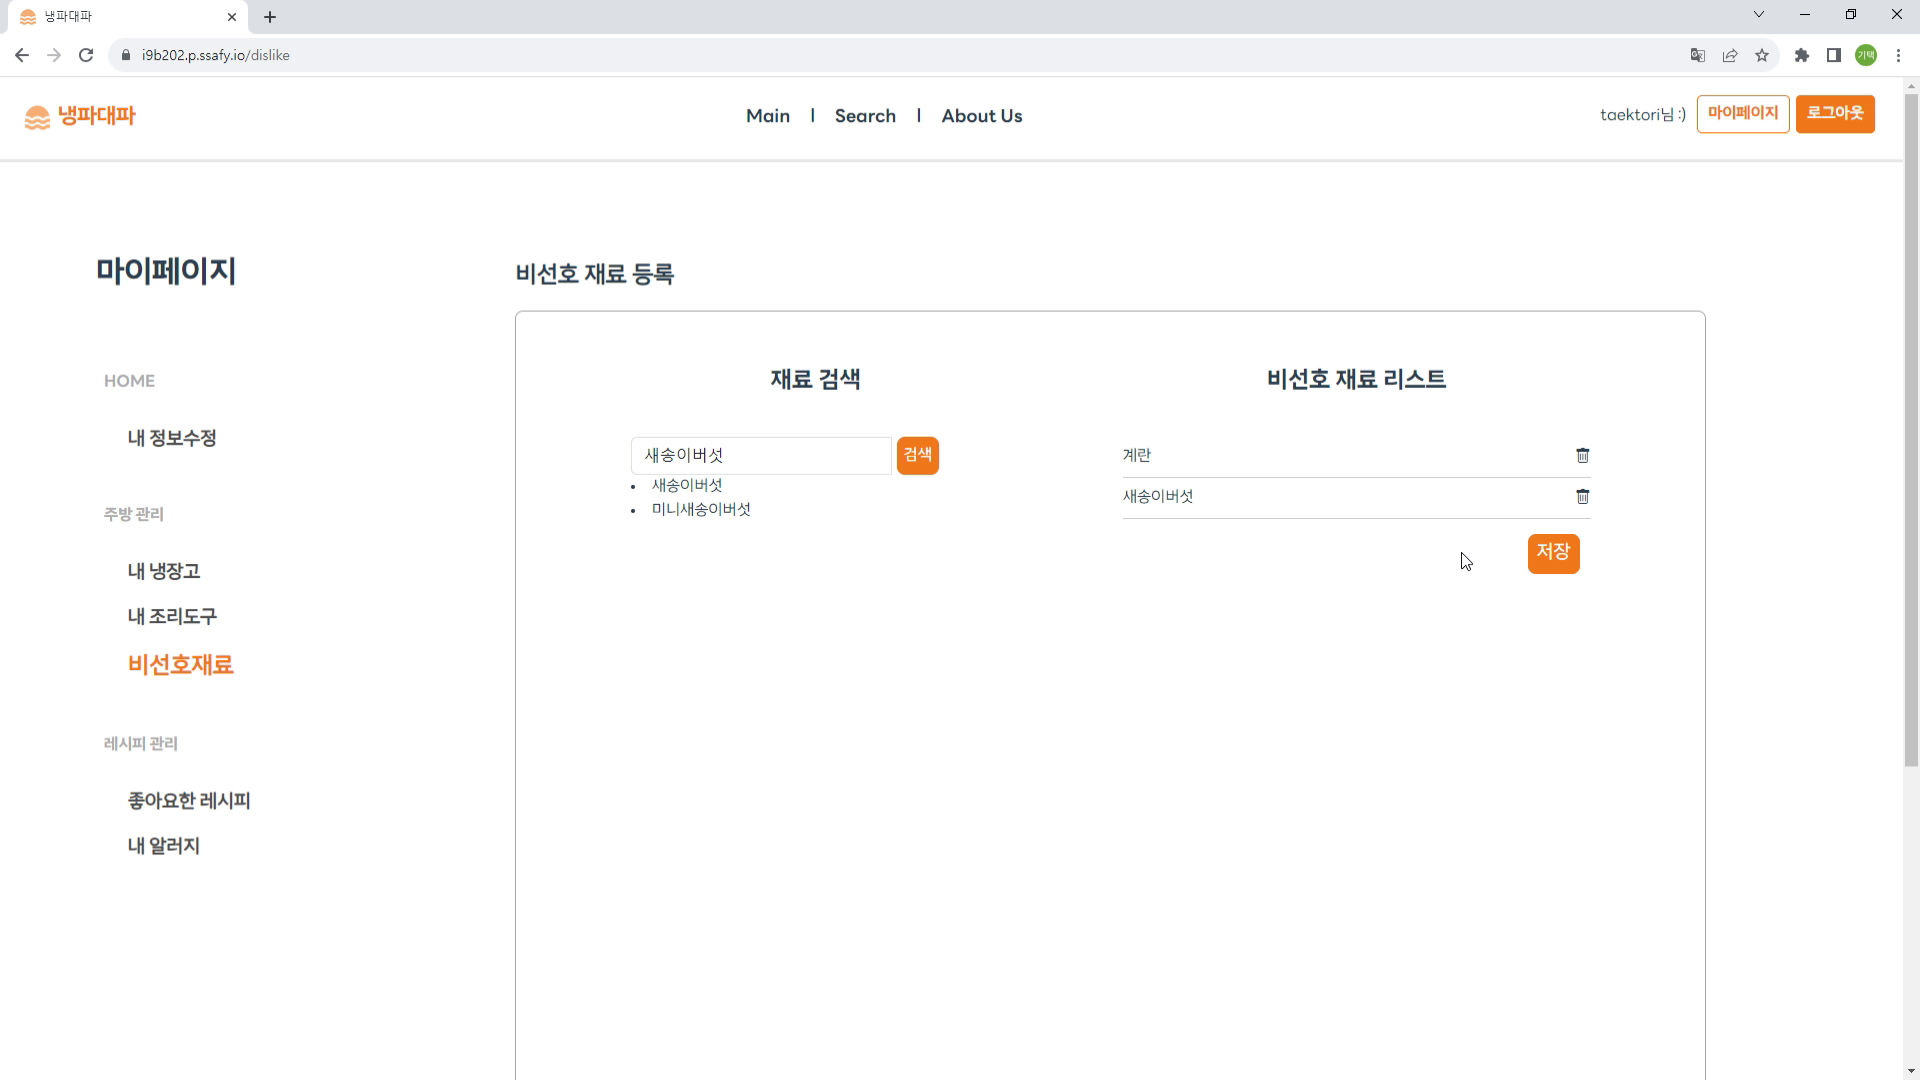 냉파대파
i9b202.p.ssafy.io/dislike
기택
냉파대파
Main | Search | About Us
taektori님 :)
마이페이지
로그아웃
마이페이지
HOME
내 정보수정
주방 관리
내 냉장고
내 조리도구
비선호재료
레시피 관리
좋아요한 레시피
내 알러지
비선호 재료 등록
재료 검색
새송이버섯
검색
• 새송이버섯
• 미니새송이버섯
비선호 재료 리스트
계란
새송이버섯
저장